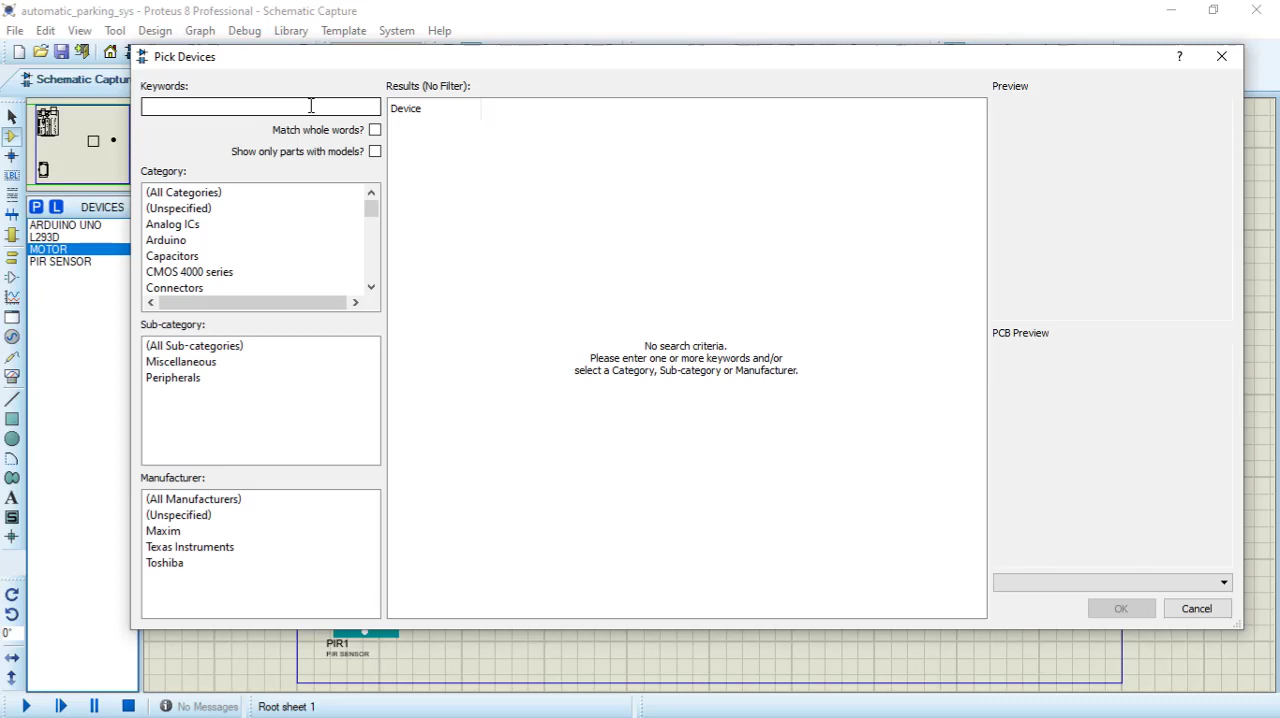 automatic_parking_sys - Proteus 8 Professional - Schematic Capture
File Edit View Tool Design Graph Debug Library Template System Help
Schematic Captur
Pick Devices
?
Keywords:
Match whole words?
Show only parts with models?
Category:
(All Categories)
(Unspecified)
Analog ICs
Arduino
Capacitors
CMOS 4000 series
Connectors
Sub-category:
(All Sub-categories)
Miscellaneous
Peripherals
Manufacturer:
(All Manufacturers)
(Unspecified)
Maxim
Texas Instruments
Toshiba
Results (No Filter):
Device
No search criteria.
Please enter one or more keywords and/or
select a Category, Sub-category or Manufacturer.
Preview
PCB Preview
OK Cancel
P L DEVICES
ARDUINO UNO
L293D
MOTOR
PIR SENSOR
LBL
A
S
0°
PIR1
PIR SENSOR
No Messages Root sheet 1